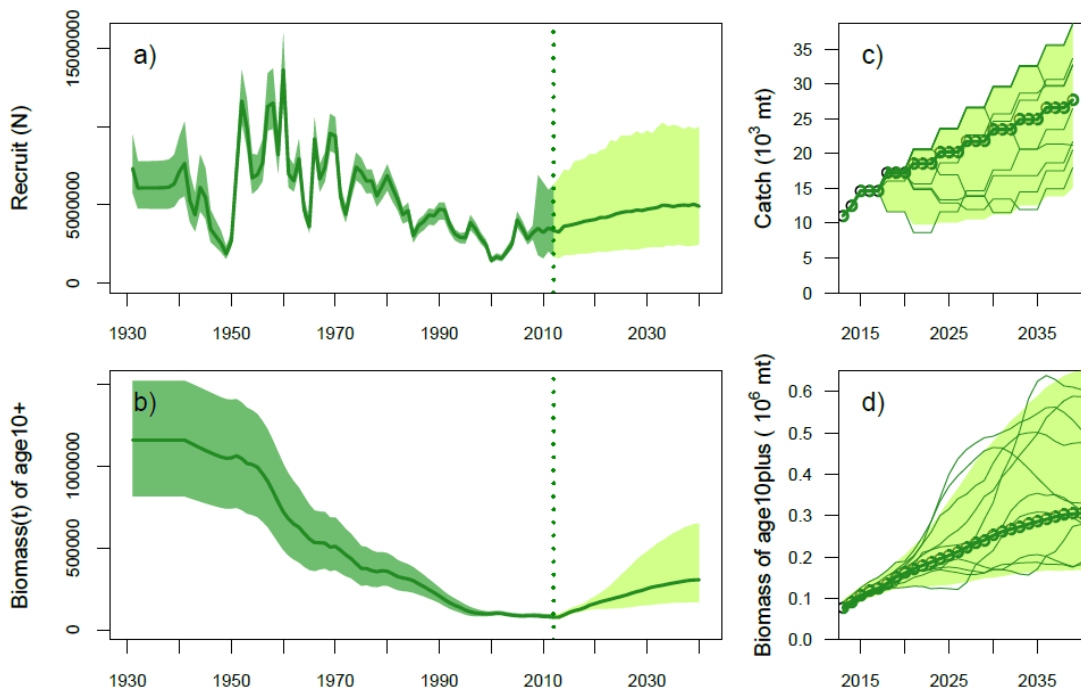 a)
Recruit (N)
15000000
5000000
0
1930 1950 1970 1990 2010 2030
c)
Catch (10³ mt)
35
30
25
20
15
10
5
0
2015 2025 2035
b)
Biomass(t) of age10+
1000000
500000
0
1930 1950 1970 1990 2010 2030
d)
Biomass of age10plus ( 10⁶ mt)
0.6
0.5
0.4
0.3
0.2
0.1
0.0
2015 2025 2035